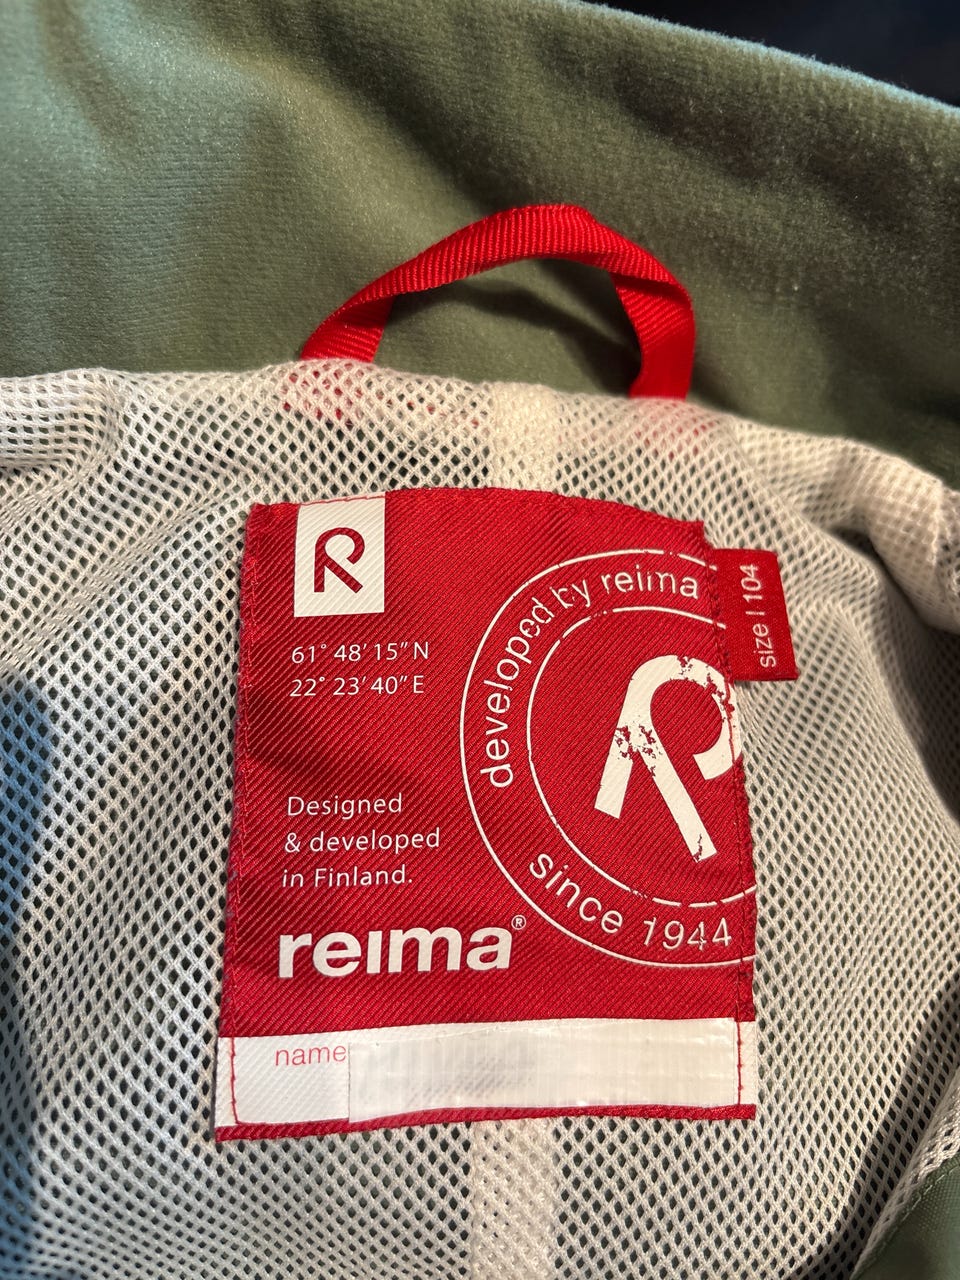 R
61° 48' 15" N
22° 23' 40" E
Designed
& developed
in Finland.
reima®
developed by reima
R
since 1944
size | 104
name